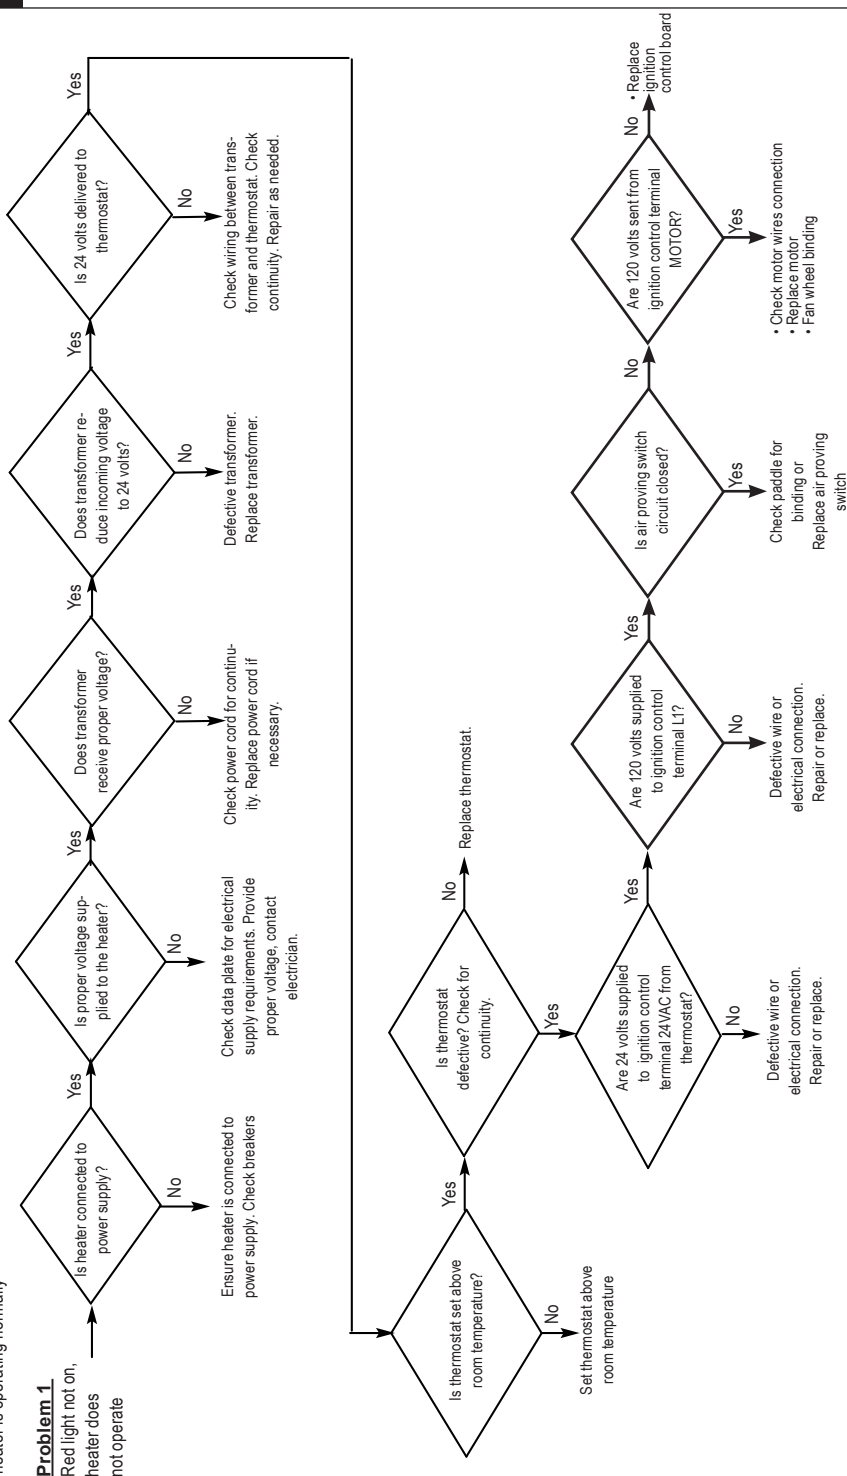 heater is operating normally
Problem 1
Red light not on,
heater does
not operate
Is heater connected to
power supply?
No
Ensure heater is connected to
power supply. Check breakers
Yes
Is proper voltage sup-
plied to the heater?
No
Check data plate for electrical
supply requirements. Provide
proper voltage, contact
electrician.
Yes
Does transformer
receive proper voltage?
No
Check power cord for continu-
ity. Replace power cord if
necessary.
Yes
Does transformer re-
duce incoming voltage
to 24 volts?
No
Defective transformer.
Replace transformer.
Yes
Is 24 volts delivered to
thermostat?
No
Check wiring between trans-
former and thermostat. Check
continuity. Repair as needed.
Yes
Is thermostat set above
room temperature?
No
Set thermostat above
room temperature
Yes
Is thermostat
defective? Check for
continuity.
No
Replace thermostat.
Yes
Are 24 volts supplied
to ignition control
terminal 24VAC from
thermostat?
No
Defective wire or
electrical connection.
Repair or replace.
Yes
Are 120 volts supplied
to ignition control
terminal L1?
No
Defective wire or
electrical connection.
Repair or replace.
Yes
Is air proving switch
circuit closed?
Yes
Check paddle for
binding or
Replace air proving
switch
No
Are 120 volts sent from
ignition control terminal
MOTOR?
Yes
• Check motor wires connection
• Replace motor
• Fan wheel binding
No
• Replace
ignition
control board